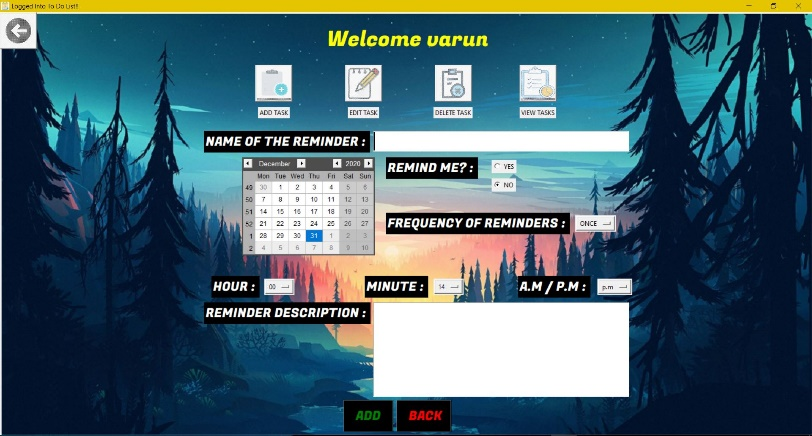 Logged Into To Do List!!
Welcome varun
ADD TASK EDIT TASK DELETE TASK VIEW TASKS
NAME OF THE REMINDER :
December 2020
Mon Tue Wed Thu Fri Sat Sun
49 30 1 2 3 4 5 6
50 7 8 9 10 11 12 13
51 14 15 16 17 18 19 20
52 21 22 23 24 25 26 27
1 28 29 30 31 1 2 3
2 4 5 6 7 8 9 10
REMIND ME? : YES
NO
FREQUENCY OF REMINDERS : ONCE
HOUR : 00 MINUTE : 14 A.M / P.M : p.m
REMINDER DESCRIPTION :
ADD BACK